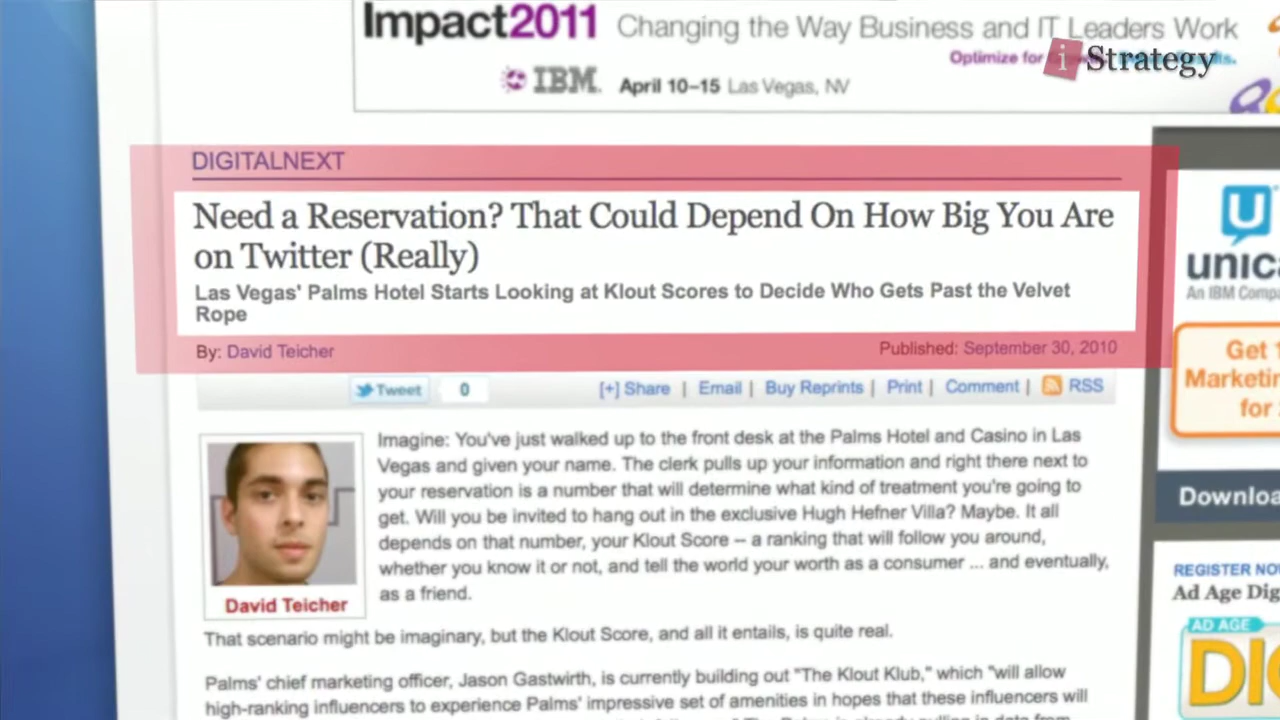 Impact2011 Changing the Way Business and IT Leaders Work
Optimize for
i Strategy
IBM. April 10–15 Las Vegas, NV
DIGITALNEXT
Need a Reservation? That Could Depend On How Big You Are
on Twitter (Really)
Las Vegas' Palms Hotel Starts Looking at Klout Scores to Decide Who Gets Past the Velvet
Rope
By: David Teicher Published: September 30, 2010
Tweet 0 [+] Share | Email | Buy Reprints | Print | Comment | RSS
Imagine: You've just walked up to the front desk at the Palms Hotel and Casino in Las
Vegas and given your name. The clerk pulls up your information and right there next to
your reservation is a number that will determine what kind of treatment you're going to
get. Will you be invited to hang out in the exclusive Hugh Hefner Villa? Maybe. It all
depends on that number, your Klout Score -- a ranking that will follow you around,
whether you know it or not, and tell the world your worth as a consumer ... and eventually,
as a friend.
David Teicher
That scenario might be imaginary, but the Klout Score, and all it entails, is quite real.
Palms' chief marketing officer, Jason Gastwirth, is currently building out "The Klout Klub," which "will allow
high-ranking influencers to experience Palms' impressive set of amenities in hopes that these influencers will
U
unic
An IBM Comp
Get 1
Marketin
for
Downloa
REGISTER NOW
Ad Age Dig
AD AGE
DIG